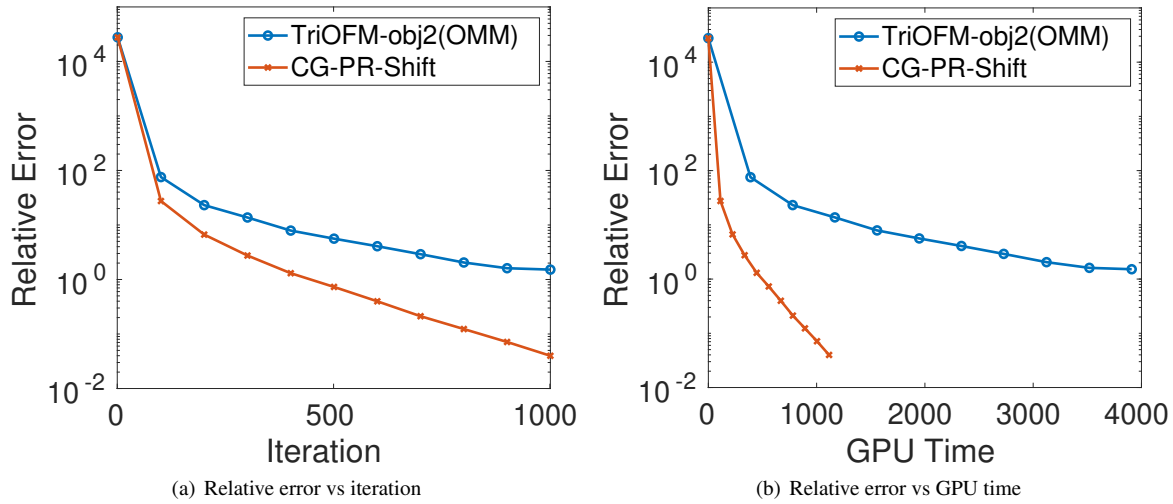 TriOFM-obj2(OMM)
CG-PR-Shift
10^4
10^2
10^0
10^-2
Relative Error
0
500
1000
Iteration
(a) Relative error vs iteration
TriOFM-obj2(OMM)
CG-PR-Shift
10^4
10^2
10^0
10^-2
Relative Error
0
1000
2000
3000
4000
GPU Time
(b) Relative error vs GPU time